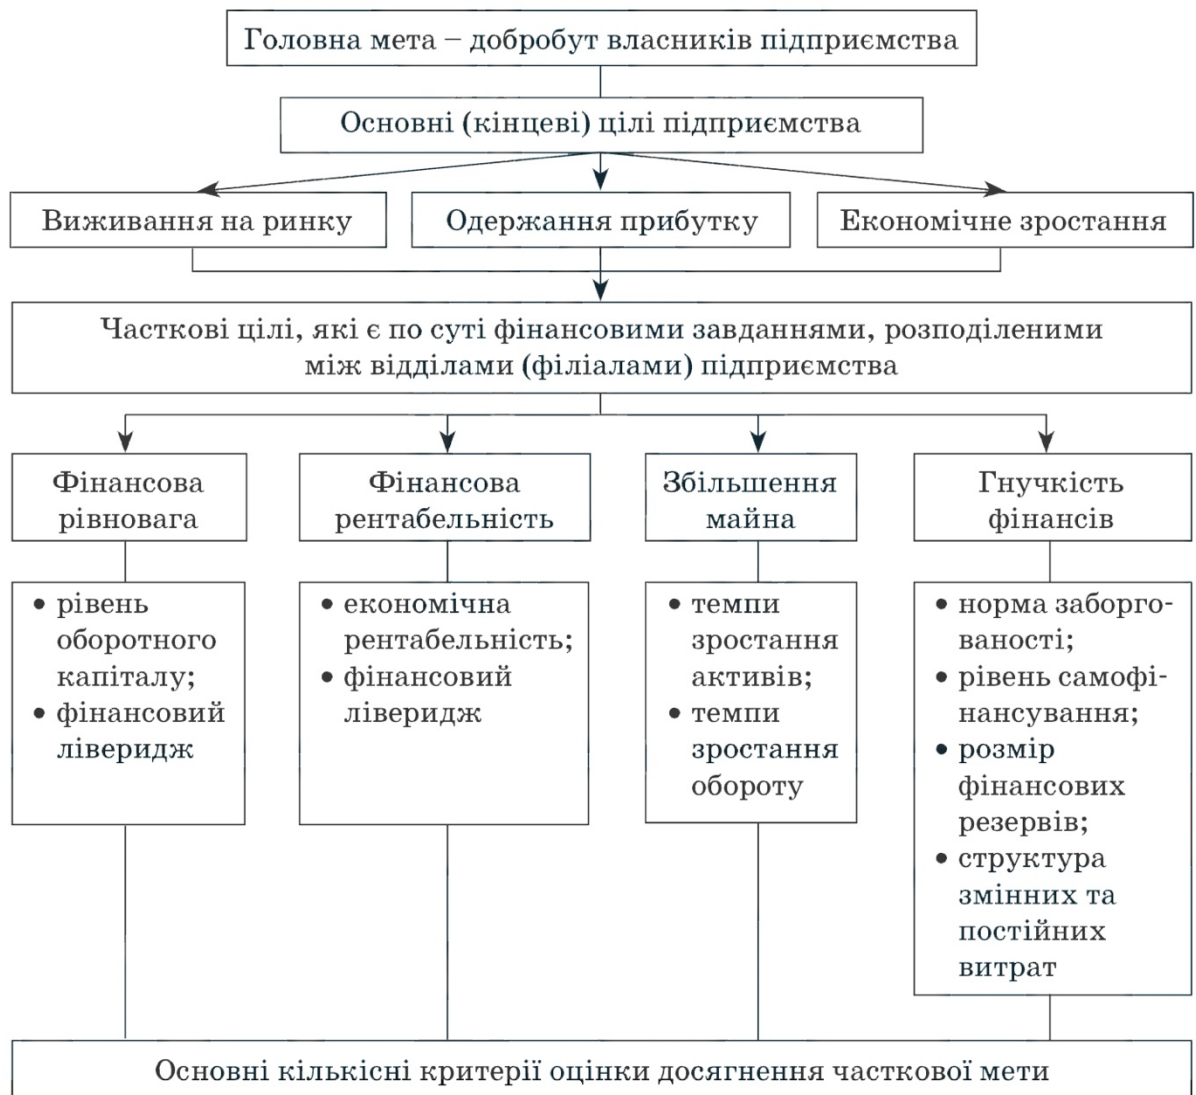 Головна мета – добробут власників підприємства
Основні (кінцеві) цілі підприємства
Виживання на ринку
Одержання прибутку
Економічне зростання
Часткові цілі, які є по суті фінансовими завданнями, розподіленими
між відділами (філіалами) підприємства
Фінансова
рівновага
Фінансова
рентабельність
Збільшення
майна
Гнучкість
фінансів
• рівень
оборотного
капіталу;
• фінансовий
ліверидж
• економічна
рентабельність;
• фінансовий
ліверидж
• темпи
зростання
активів;
• темпи
зростання
обороту
• норма заборго-
ваності;
• рівень самофі-
нансування;
• розмір
фінансових
резервів;
• структура
змінних та
постійних
витрат
Основні кількісні критерії оцінки досягнення часткової мети